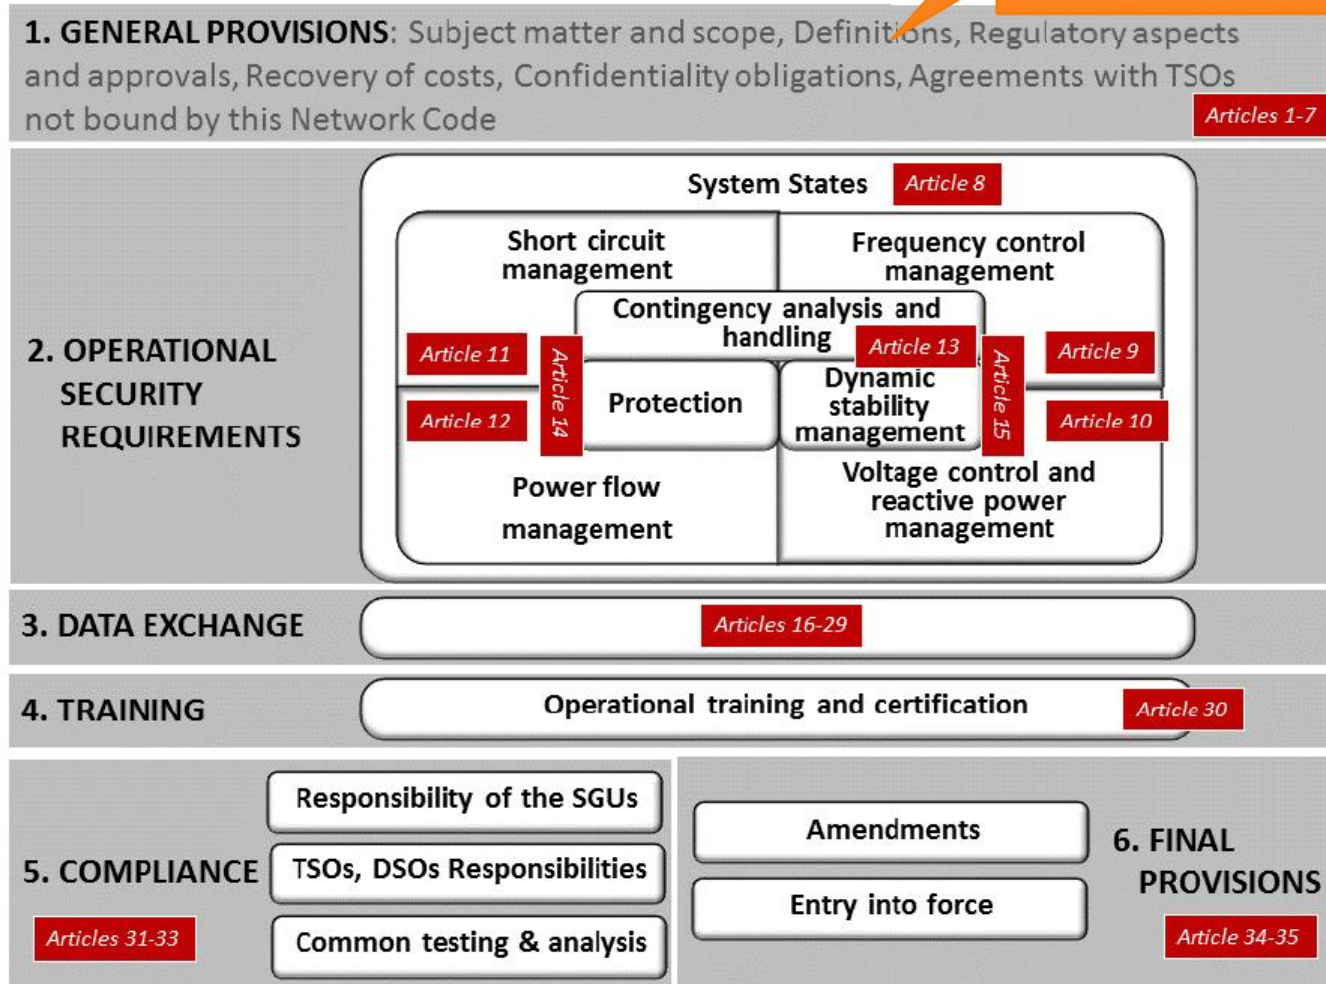 1. GENERAL PROVISIONS: Subject matter and scope, Definitions, Regulatory aspects
and approvals, Recovery of costs, Confidentiality obligations, Agreements with TSOs
not bound by this Network Code
Articles 1-7
2. OPERATIONAL
SECURITY
REQUIREMENTS
System States
Article 8
Short circuit
management
Article 11
Frequency control
management
Article 9
Contingency analysis and
handling
Article 13
Article 14
Protection
Dynamic
stability
management
Article 15
Article 12
Power flow
management
Article 10
Voltage control and
reactive power
management
3. DATA EXCHANGE
Articles 16-29
4. TRAINING
Operational training and certification
Article 30
5. COMPLIANCE
Articles 31-33
Responsibility of the SGUs
TSOs, DSOs Responsibilities
Common testing & analysis
Amendments
Entry into force
6. FINAL
PROVISIONS
Article 34-35